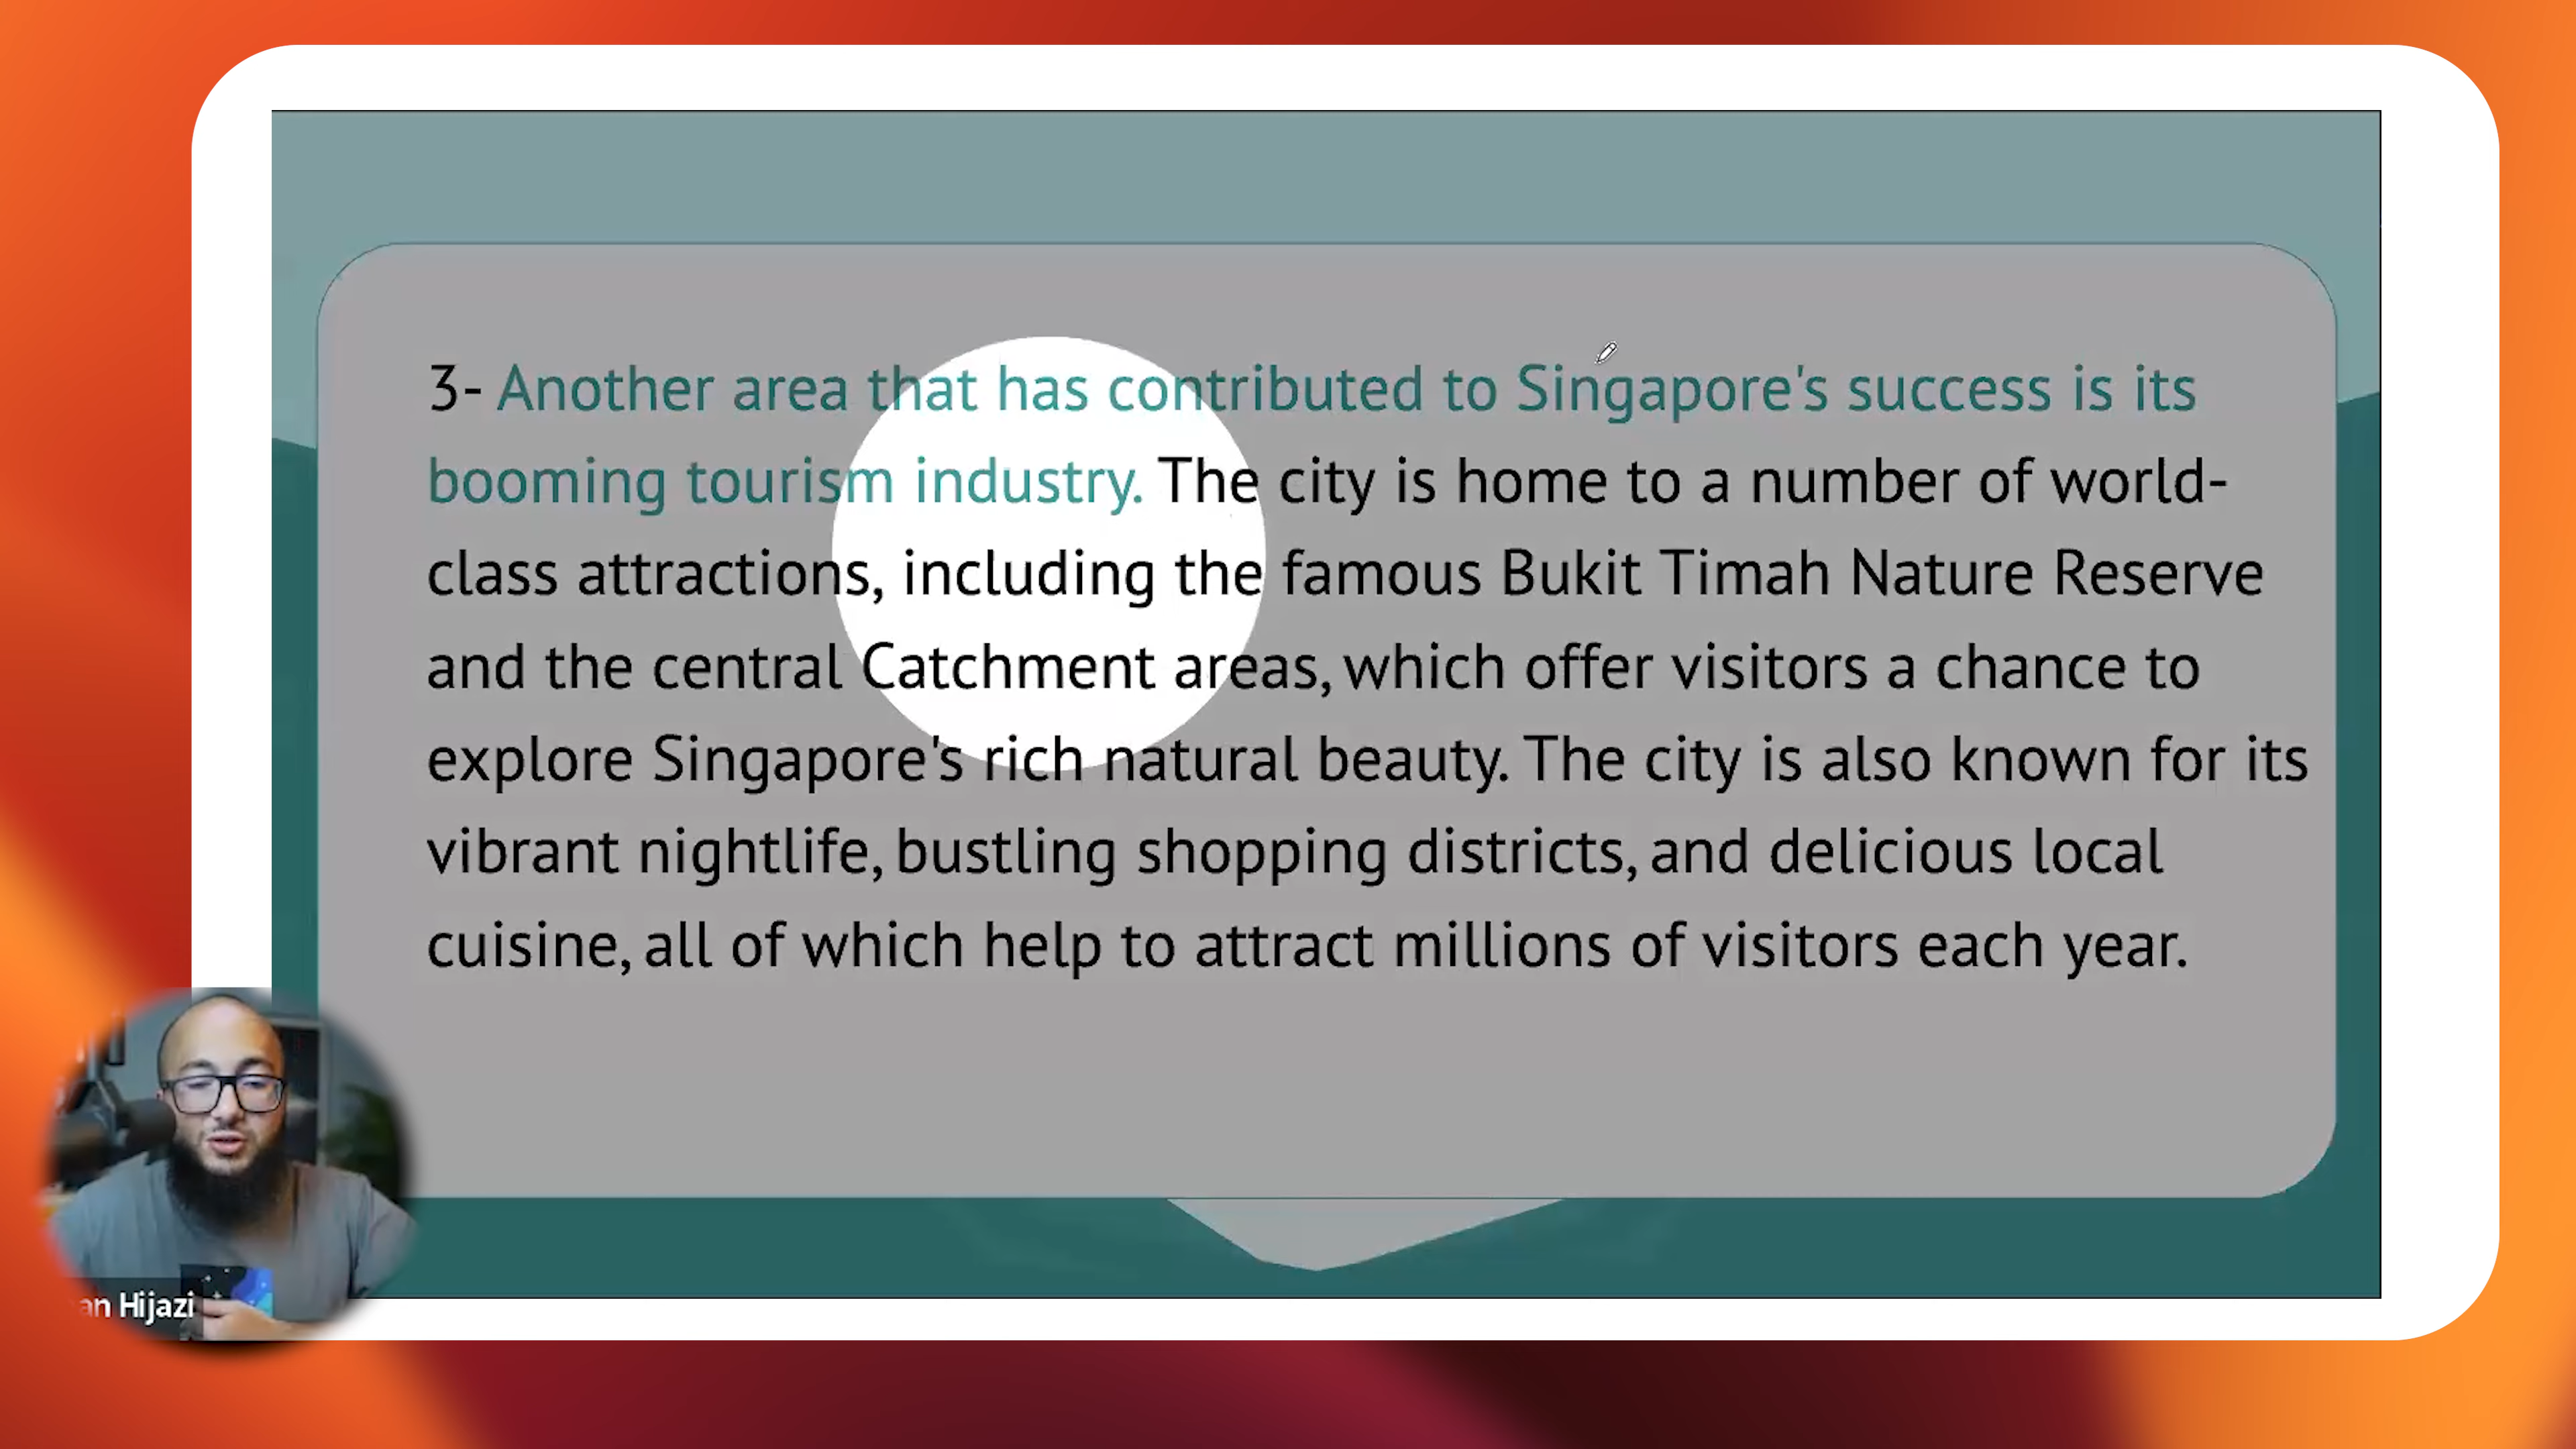 3- Another area that has contributed to Singapore's success is its
booming tourism industry. The city is home to a number of world-
class attractions, including the famous Bukit Timah Nature Reserve
and the central Catchment areas, which offer visitors a chance to
explore Singapore's rich natural beauty. The city is also known for its
vibrant nightlife, bustling shopping districts, and delicious local
cuisine, all of which help to attract millions of visitors each year.
an Hijazi